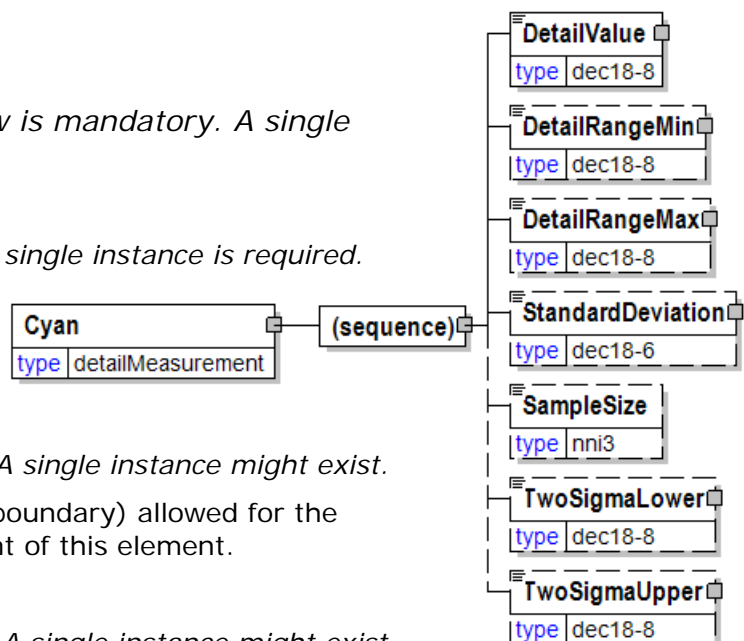 w is mandatory. A single
single instance is required.
A single instance might exist.
boundary) allowed for the
nt of this element.
A single instance might exist
Cyan
type detailMeasurement
(sequence)
DetailValue
type dec18-8
DetailRangeMin
type dec18-8
DetailRangeMax
type dec18-8
StandardDeviation
type dec18-6
SampleSize
type nni3
TwoSigmaLower
type dec18-8
TwoSigmaUpper
type dec18-8